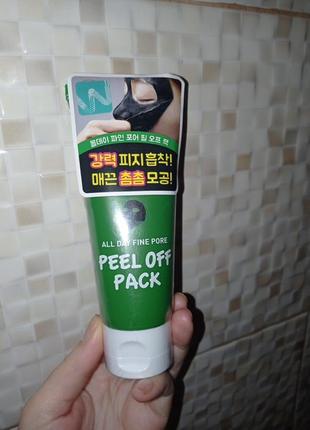 올데이 파인 포어 필 오프 팩
강력 피지흡착!
매끈 촘촘 모공!
ALL DAY FINE PORE
PEEL OFF
PACK